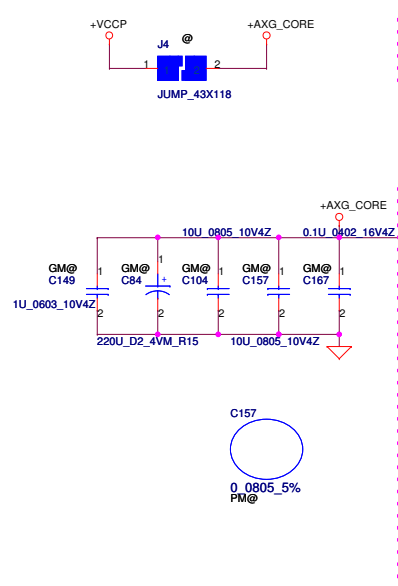 +VCCP
+AXG_CORE
@
J4
1
2
JUMP_43X118
+AXG_CORE
10U_0805_10V4Z
0.1U_0402_16V4Z
1
1
1
1
1
GM@
GM@
GM@
GM@
GM@
C149
C84
+
C104
C157
C167
1U_0603_10V4Z
2
2
2
2
2
220U_D2_4VM_R15
10U_0805_10V4Z
C157
0_0805_5%
PM@